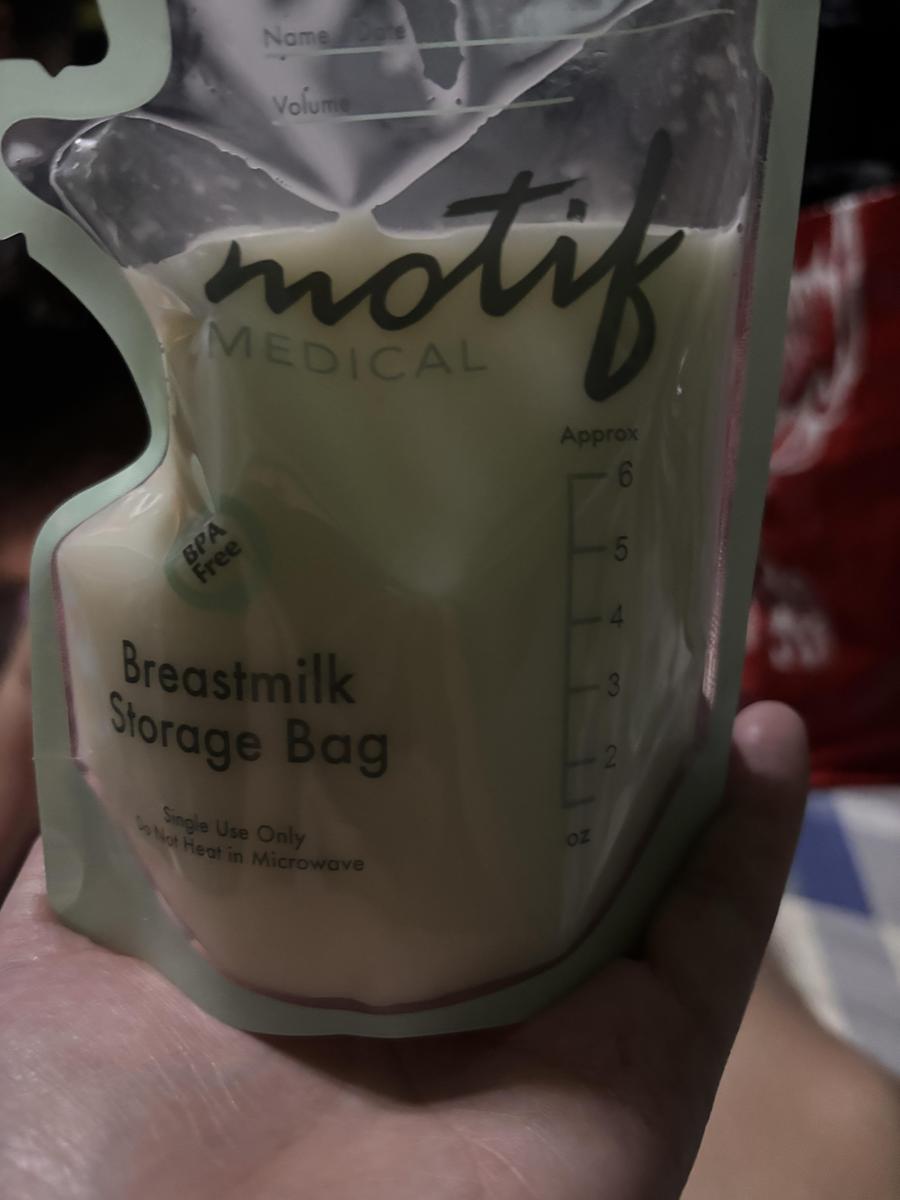 Name Date
Volume
motif
MEDICAL
Approx
6
5
4
3
2
oz
BPA
Free
Breastmilk
Storage Bag
Single Use Only
Do Not Heat in Microwave